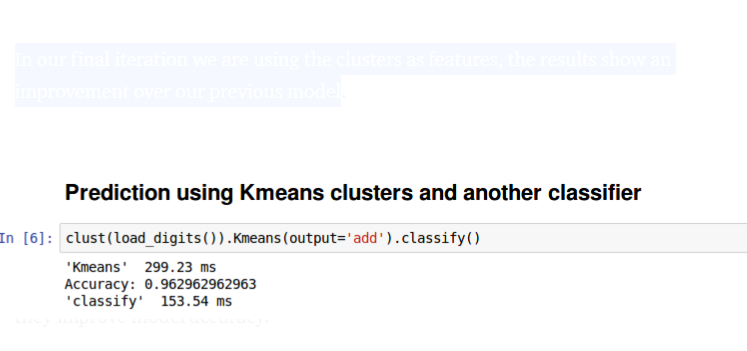 In our final iteration we are using the clusters as features, the results show an
improvement over our previous model.
Prediction using Kmeans clusters and another classifier
In [6]: clust(load_digits()).Kmeans(output='add').classify()
'Kmeans'  299.23 ms
Accuracy: 0.962962962963
'classify'  153.54 ms
they improve model accuracy.